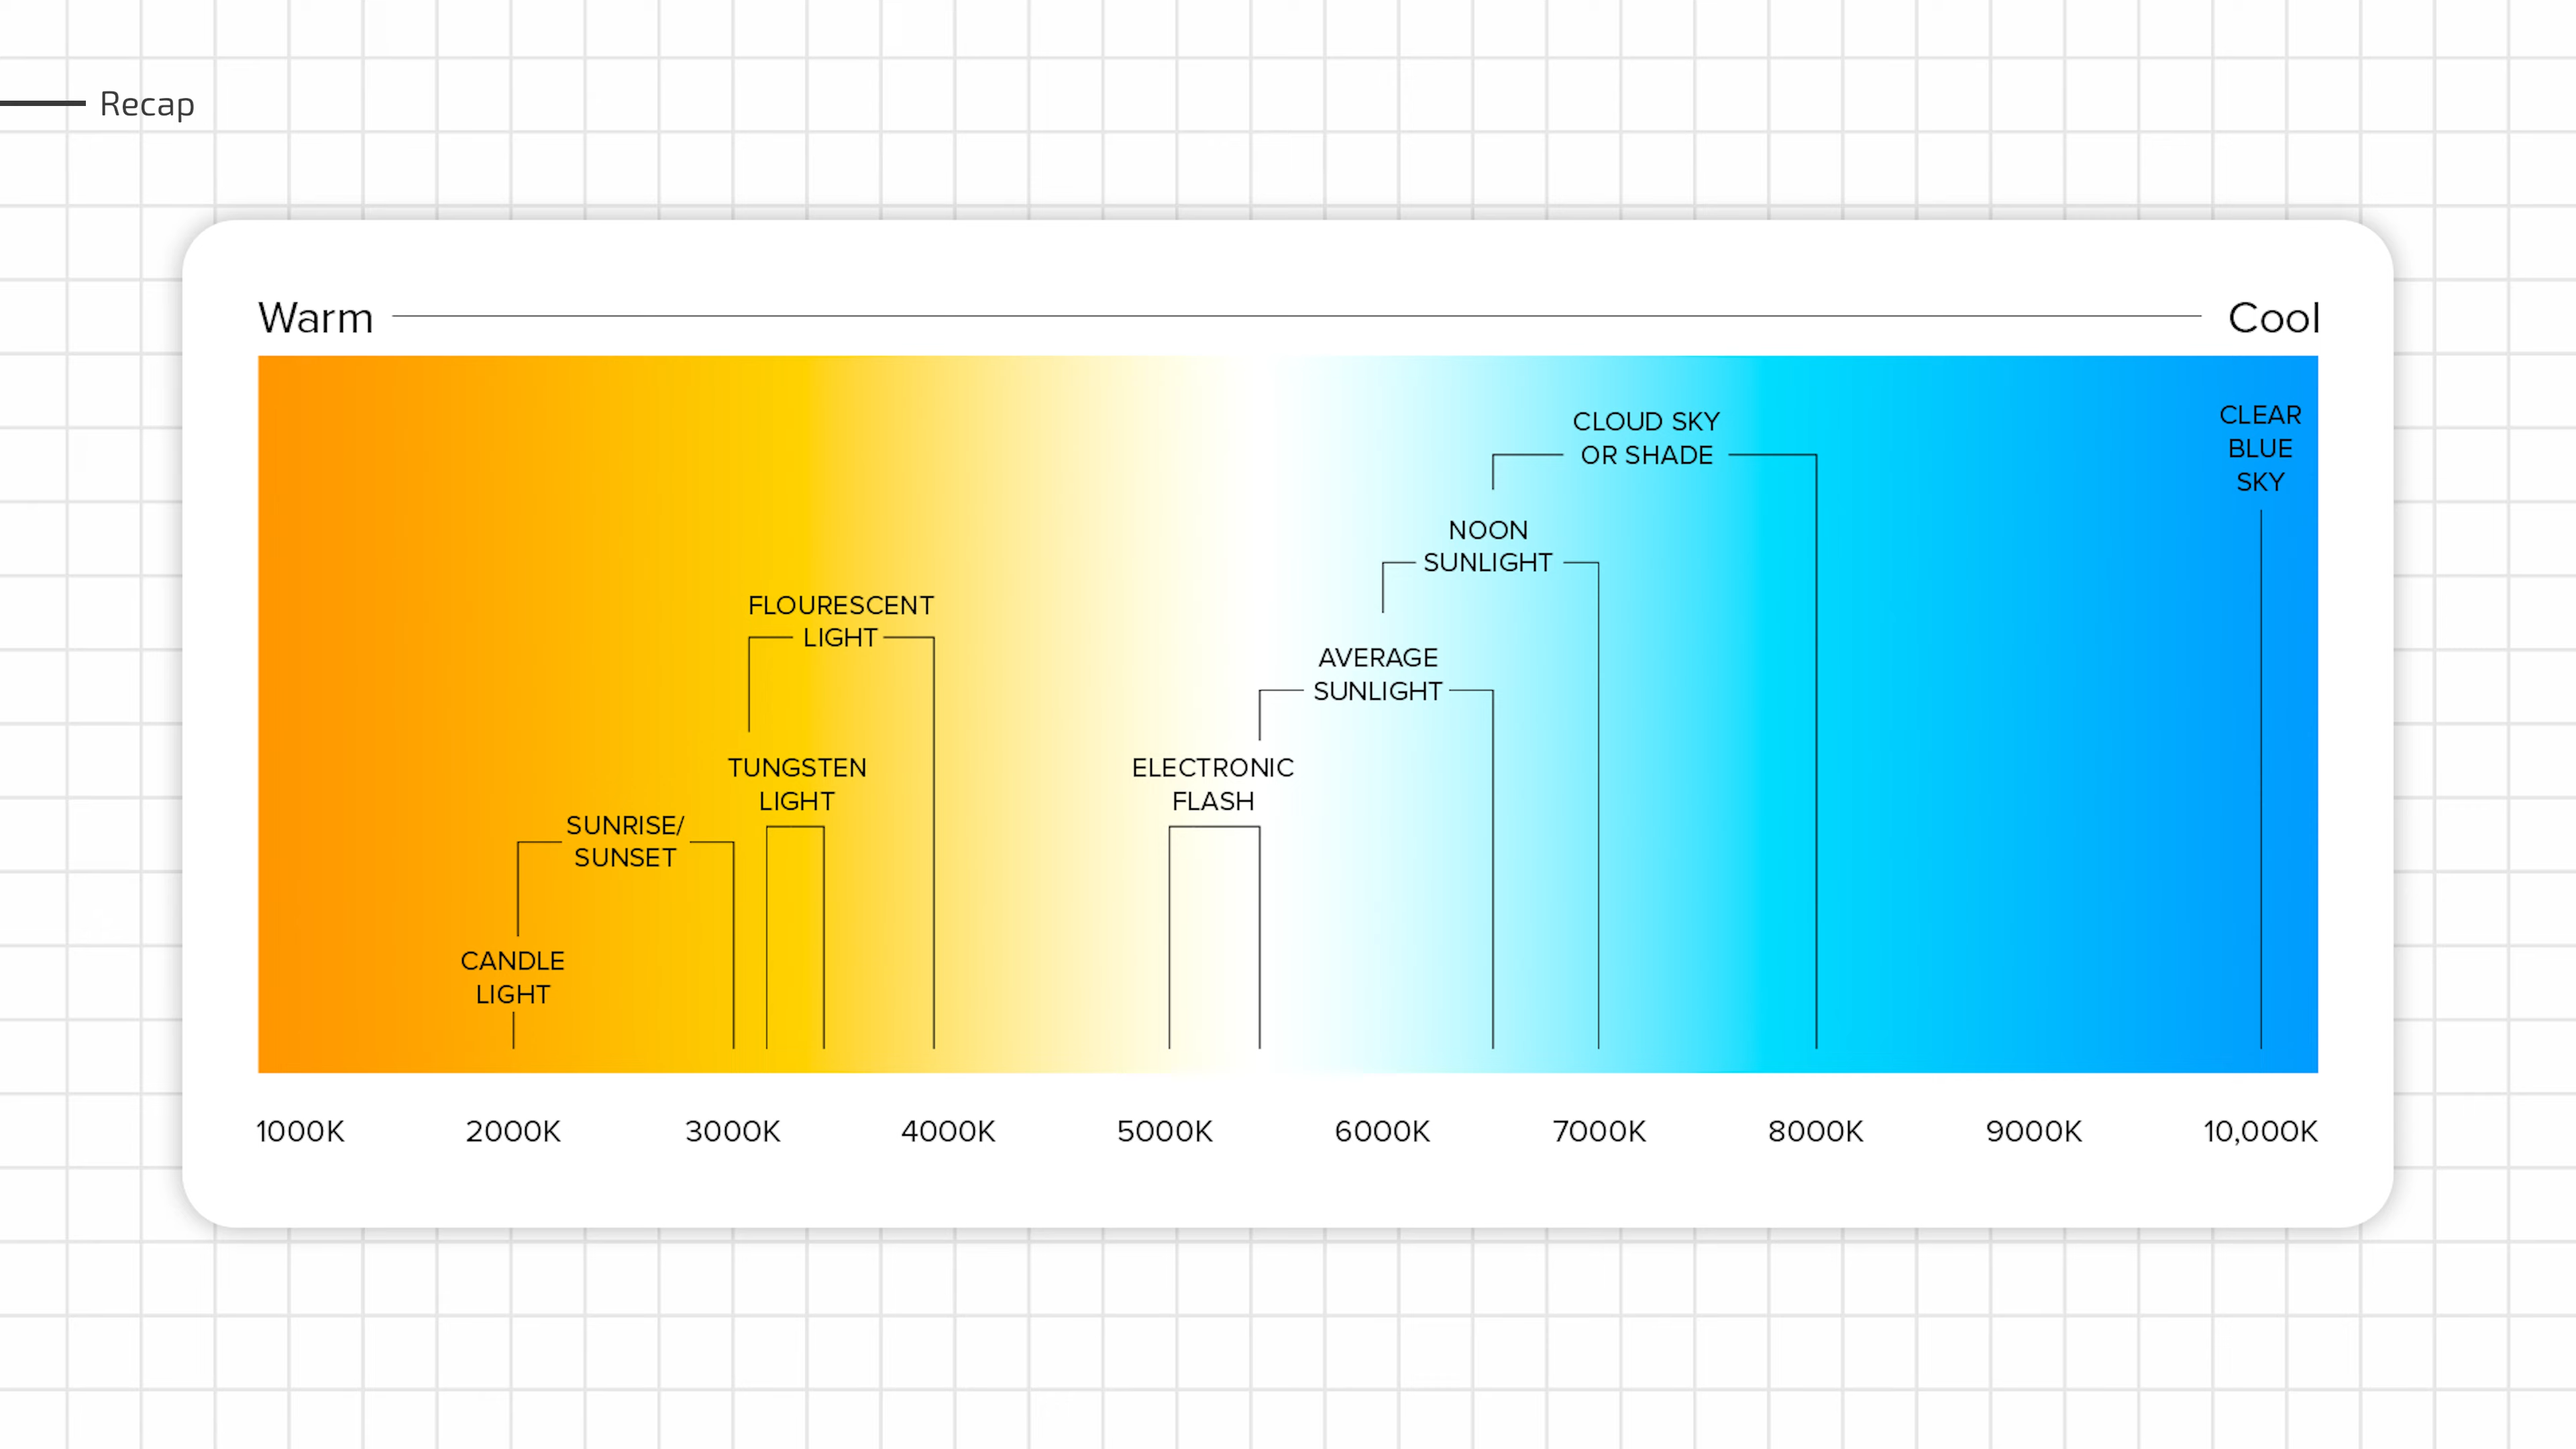 Recap
Warm
Cool
CLOUD SKY
OR SHADE
CLEAR
BLUE
SKY
NOON
SUNLIGHT
FLOURESCENT
LIGHT
AVERAGE
SUNLIGHT
TUNGSTEN
LIGHT
ELECTRONIC
FLASH
SUNRISE/
SUNSET
CANDLE
LIGHT
1000K
2000K
3000K
4000K
5000K
6000K
7000K
8000K
9000K
10,000K